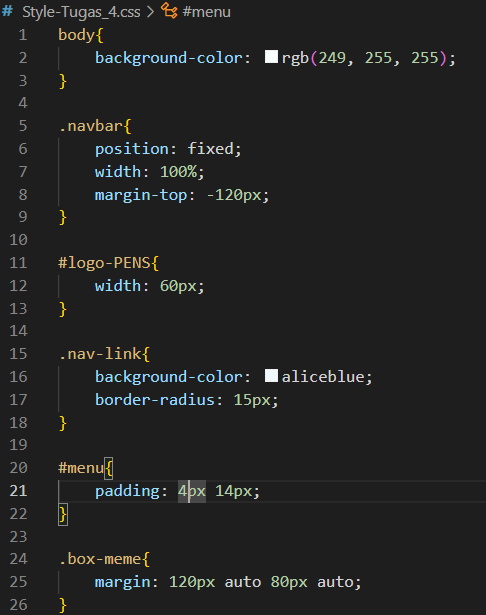 # Style-Tugas_4.css > #menu
1 body{
2 background-color: rgb(249, 255, 255);
3 }
4
5 .navbar{
6 position: fixed;
7 width: 100%;
8 margin-top: -120px;
9 }
10
11 #logo-PENS{
12 width: 60px;
13 }
14
15 .nav-link{
16 background-color: aliceblue;
17 border-radius: 15px;
18 }
19
20 #menu{
21 padding: 4px 14px;
22 }
23
24 .box-meme{
25 margin: 120px auto 80px auto;
26 }